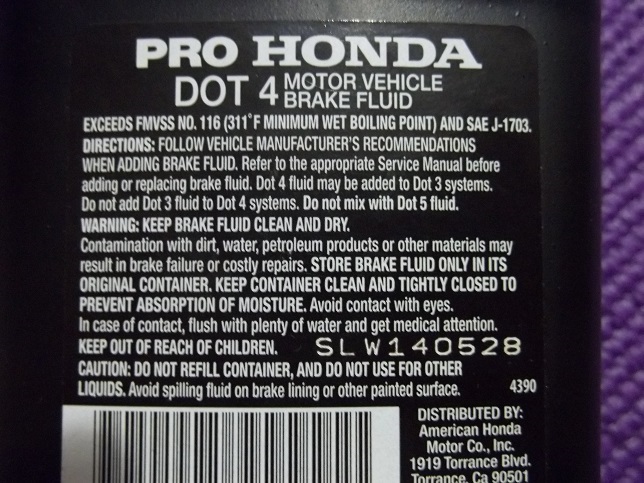 PRO HONDA
DOT 4 MOTOR VEHICLE
BRAKE FLUID
EXCEEDS FMVSS NO. 116 (311°F MINIMUM WET BOILING POINT) AND SAE J-1703.
DIRECTIONS: FOLLOW VEHICLE MANUFACTURER'S RECOMMENDATIONS
WHEN ADDING BRAKE FLUID. Refer to the appropriate Service Manual before
adding or replacing brake fluid. Dot 4 fluid may be added to Dot 3 systems.
Do not add Dot 3 fluid to Dot 4 systems. Do not mix with Dot 5 fluid.
WARNING: KEEP BRAKE FLUID CLEAN AND DRY.
Contamination with dirt, water, petroleum products or other materials may
result in brake failure or costly repairs. STORE BRAKE FLUID ONLY IN ITS
ORIGINAL CONTAINER. KEEP CONTAINER CLEAN AND TIGHTLY CLOSED TO
PREVENT ABSORPTION OF MOISTURE. Avoid contact with eyes.
In case of contact, flush with plenty of water and get medical attention.
KEEP OUT OF REACH OF CHILDREN. SLW140528
CAUTION: DO NOT REFILL CONTAINER, AND DO NOT USE FOR OTHER
LIQUIDS. Avoid spilling fluid on brake lining or other painted surface. 4390
DISTRIBUTED BY:
American Honda
Motor Co., Inc.
1919 Torrance Blvd.
Torrance, Ca 90501